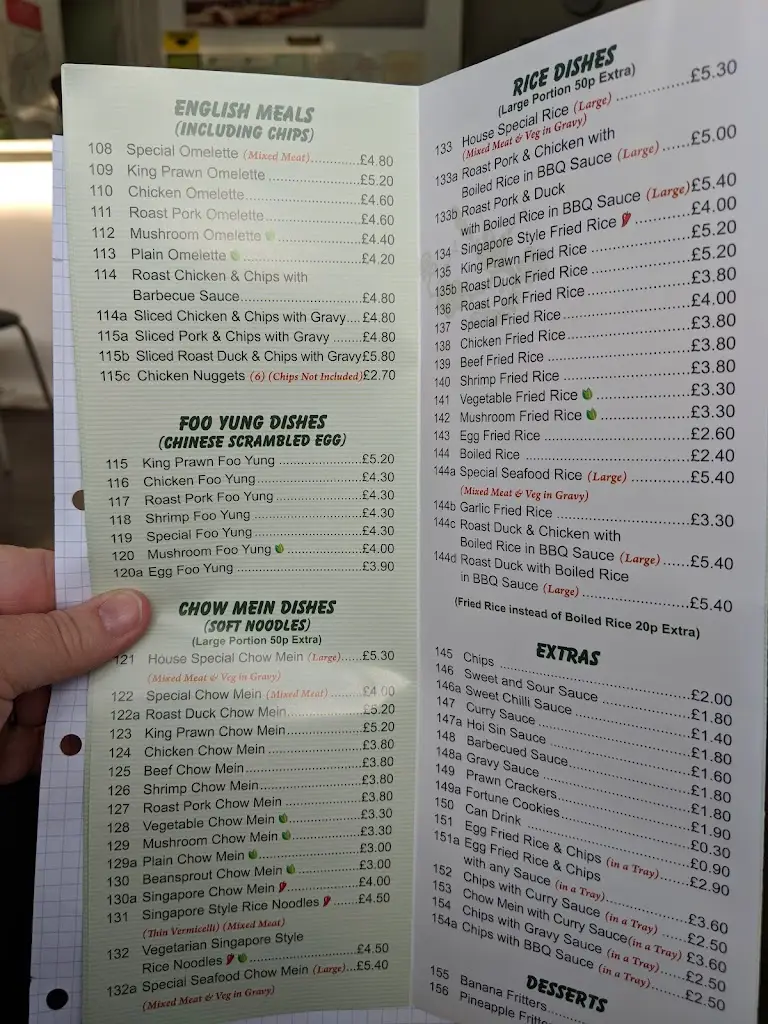 ENGLISH MEALS
(INCLUDING CHIPS)
108 Special Omelette (Mixed Meat)..........£4.80
109 King Prawn Omelette ..........£5.20
110 Chicken Omelette..........£4.60
111 Roast Pork Omelette..........£4.60
112 Mushroom Omelette ..........£4.40
113 Plain Omelette ..........£4.20
114 Roast Chicken & Chips with
Barbecue Sauce..........£4.80
114a Sliced Chicken & Chips with Gravy....£4.80
115a Sliced Pork & Chips with Gravy ........£4.80
115b Sliced Roast Duck & Chips with Gravy£5.80
115c Chicken Nuggets (6) (Chips Not Included)£2.70
FOO YUNG DISHES
(CHINESE SCRAMBLED EGG)
115 King Prawn Foo Yung ..........£5.20
116 Chicken Foo Yung..........£4.30
117 Roast Pork Foo Yung ..........£4.30
118 Shrimp Foo Yung ..........£4.30
119 Special Foo Yung ..........£4.30
120 Mushroom Foo Yung ..........£4.00
120a Egg Foo Yung ..........£3.90
CHOW MEIN DISHES
(SOFT NOODLES)
(Large Portion 50p Extra)
121 House Special Chow Mein (Large).....£5.30
(Mixed Meat & Veg in Gravy)
122 Special Chow Mein (Mixed Meat) ........£4.00
122a Roast Duck Chow Mein..........£5.20
123 King Prawn Chow Mein..........£5.20
124 Chicken Chow Mein ..........£3.80
125 Beef Chow Mein..........£3.80
126 Shrimp Chow Mein..........£3.80
127 Roast Pork Chow Mein ..........£3.80
128 Vegetable Chow Mein ..........£3.30
129 Mushroom Chow Mein ..........£3.30
129a Plain Chow Mein ..........£3.00
130 Beansprout Chow Mein ..........£3.00
130a Singapore Chow Mein ..........£4.00
131 Singapore Style Rice Noodles ........£4.50
(Thin Vermicelli) (Mixed Meat)
132 Vegetarian Singapore Style
Rice Noodles ..........£4.50
132a Special Seafood Chow Mein (Large)...£5.40
(Mixed Meat & Veg in Gravy)
RICE DISHES
(Large Portion 50p Extra)
133 House Special Rice (Large) ..........£5.30
(Mixed Meat & Veg in Gravy)
133a Roast Pork & Chicken with
Boiled Rice in BBQ Sauce (Large) ......£5.00
133b Roast Pork & Duck
with Boiled Rice in BBQ Sauce (Large)£5.40
134 Singapore Style Fried Rice ..........£4.00
135 King Prawn Fried Rice ..........£5.20
135b Roast Duck Fried Rice ..........£5.20
136 Roast Pork Fried Rice ..........£3.80
137 Special Fried Rice ..........£4.00
138 Chicken Fried Rice..........£3.80
139 Beef Fried Rice ..........£3.80
140 Shrimp Fried Rice ..........£3.80
141 Vegetable Fried Rice ..........£3.30
142 Mushroom Fried Rice ..........£3.30
143 Egg Fried Rice ..........£2.60
144 Boiled Rice ..........£2.40
144a Special Seafood Rice (Large) ..........£5.40
(Mixed Meat & Veg in Gravy)
144b Garlic Fried Rice ..........£3.30
144c Roast Duck & Chicken with
Boiled Rice in BBQ Sauce (Large) ......£5.40
144d Roast Duck with Boiled Rice
in BBQ Sauce (Large) ..........£5.40
(Fried Rice instead of Boiled Rice 20p Extra)
EXTRAS
145 Chips ..........£2.00
146 Sweet and Sour Sauce ..........£1.80
146a Sweet Chilli Sauce ..........£1.40
147 Curry Sauce ..........£1.80
147a Hoi Sin Sauce ..........£1.60
148 Barbecued Sauce..........£1.80
148a Gravy Sauce ..........£1.80
149 Prawn Crackers..........£1.90
149a Fortune Cookies..........£0.30
150 Can Drink ..........£0.90
151 Egg Fried Rice & Chips (in a Tray)......£2.90
151a Egg Fried Rice & Chips
with any Sauce (in a Tray) ..........£3.60
152 Chips with Curry Sauce (in a Tray) .....£2.50
153 Chow Mein with Curry Sauce(in a Tray) £3.60
154 Chips with Gravy Sauce (in a Tray).....£2.50
154a Chips with BBQ Sauce (in a Tray) ......£2.50
DESSERTS
155 Banana Fritters..........
156 Pineapple Fritte